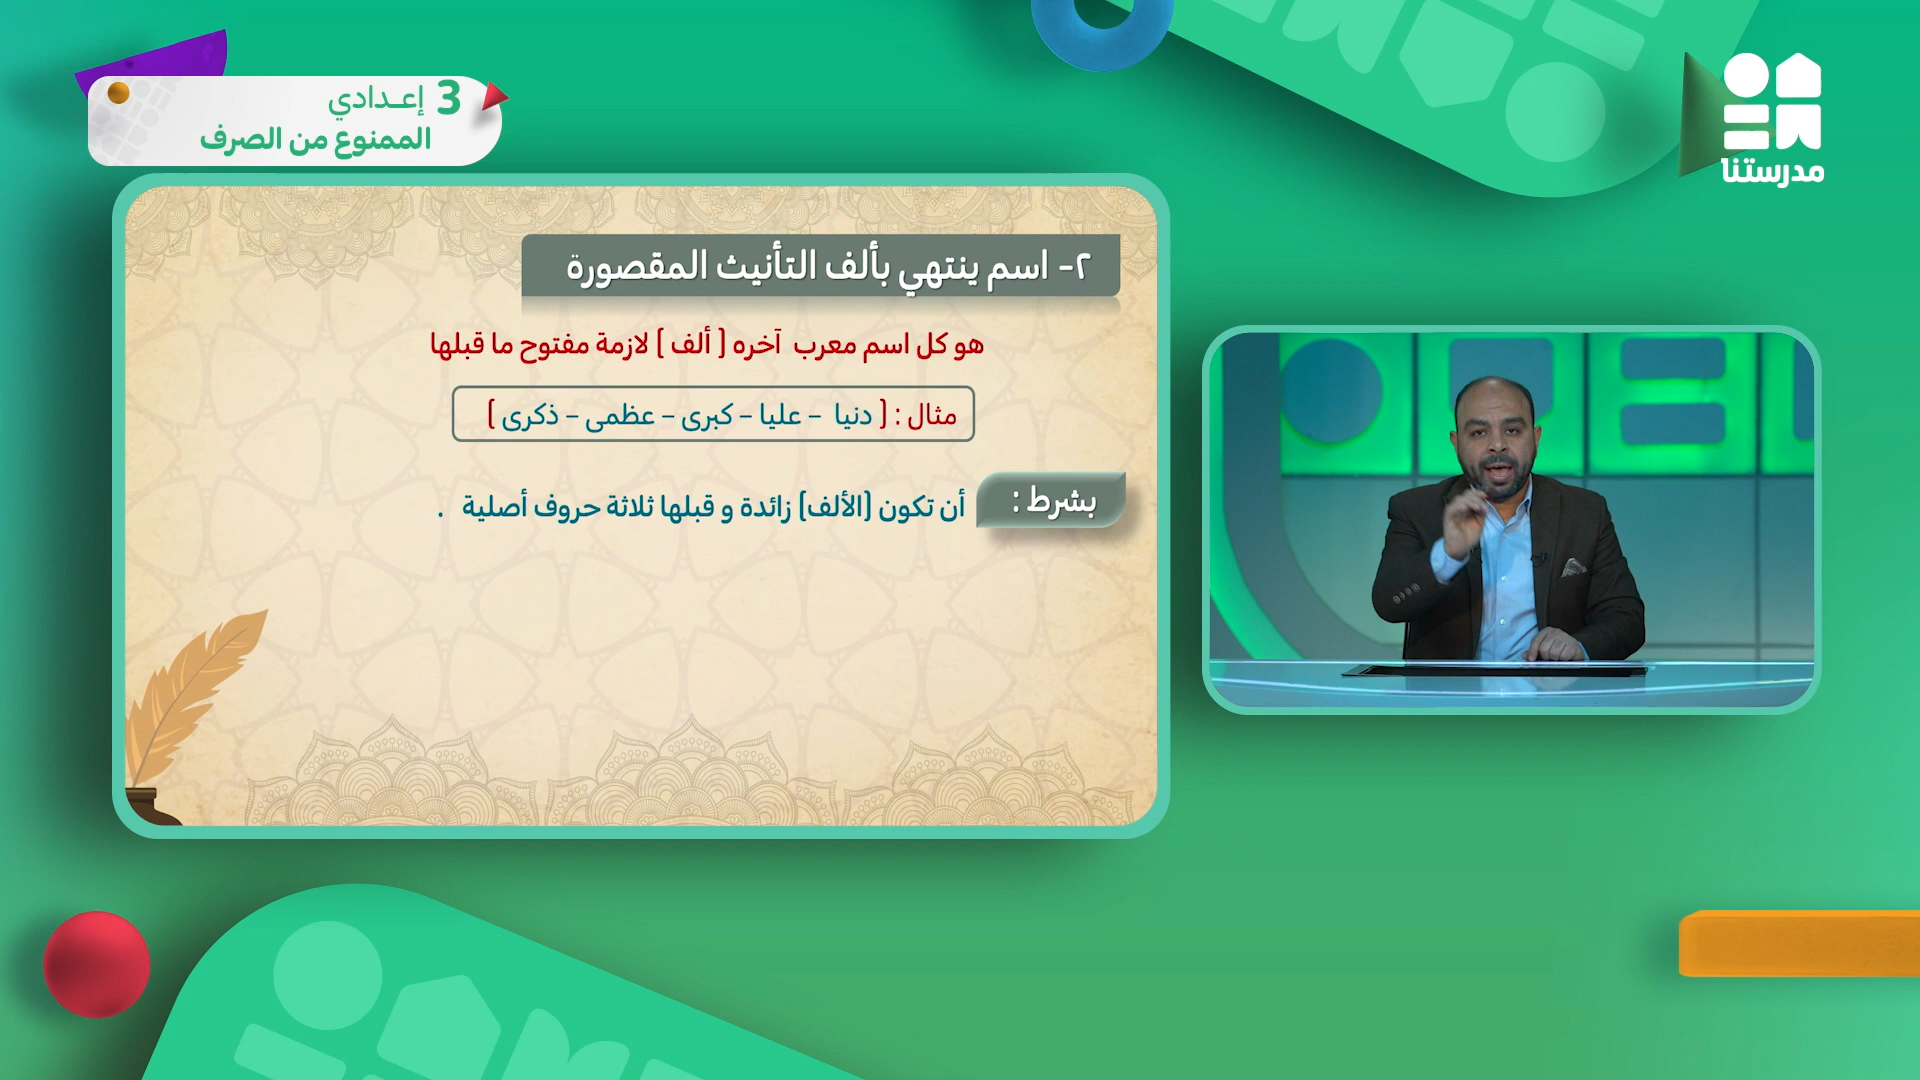 3 إعـدادي
الممنوع من الصرف
مدرستنا
٢- اسم ينتهي بألف التأنيث المقصورة
هو كل اسم معرب آخره [ ألف ] لازمة مفتوح ما قبلها
مثال : [ دنيا – عليا – كبرى – عظمى – ذكرى ]
بشرط :
أن تكون (الألف) زائدة و قبلها ثلاثة حروف أصلية .